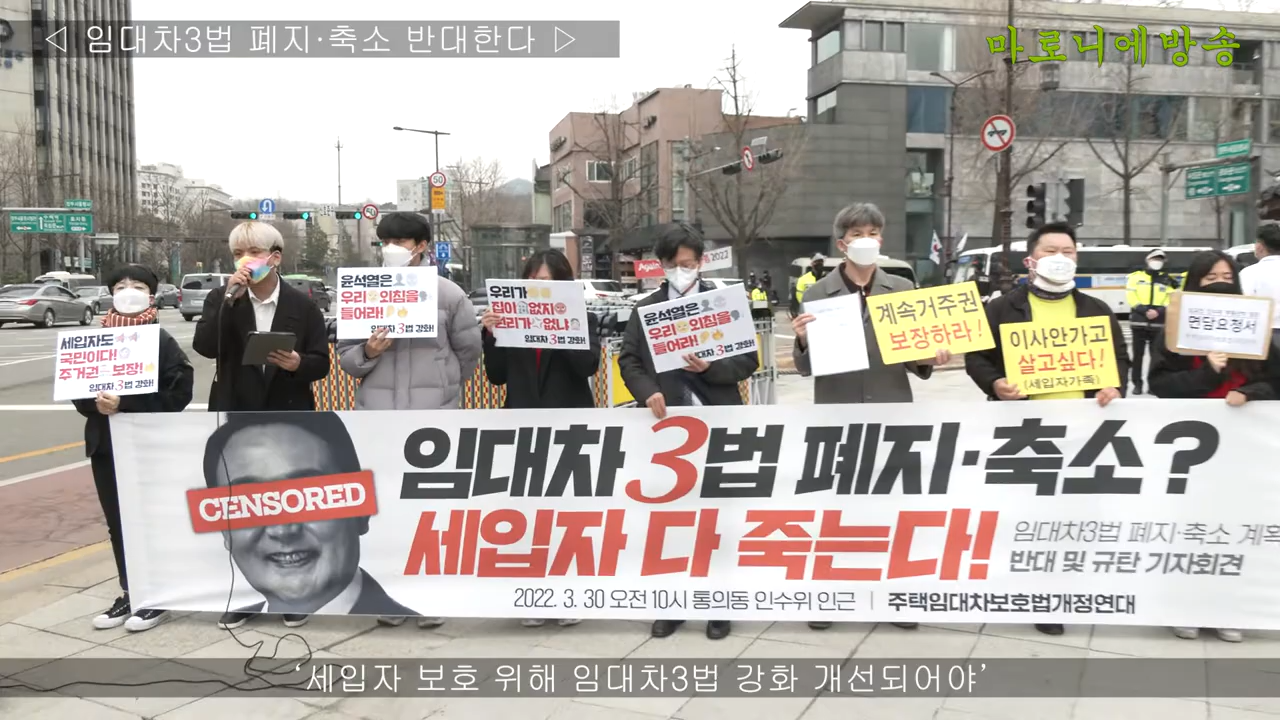 ◁ 임대차3법 폐지·축소 반대한다 ▷
마로니에방송
50
50
2022
세입자도
국민이다!
주거권 보장!
임대차 3법 강화!
윤석열은
우리 외침을
들어라!
임대차 3법 강화!
우리가
집이 없지
권리가 없냐
임대차 3법 강화!
윤석열은
우리 외침을
들어라!
임대차 3법 강화!
계속거주권
보장하라!
이사안가고
살고싶다!
(세입자가족)
면담요청서
CENSORED
임대차 3법 폐지·축소?
세입자 다 죽는다!
임대차3법 폐지·축소 계획
반대 및 규탄 기자회견
2022. 3. 30 오전 10시 통의동 인수위 인근 | 주택임대차보호법개정연대
‘세입자 보호 위해 임대차3법 강화 개선되어야’